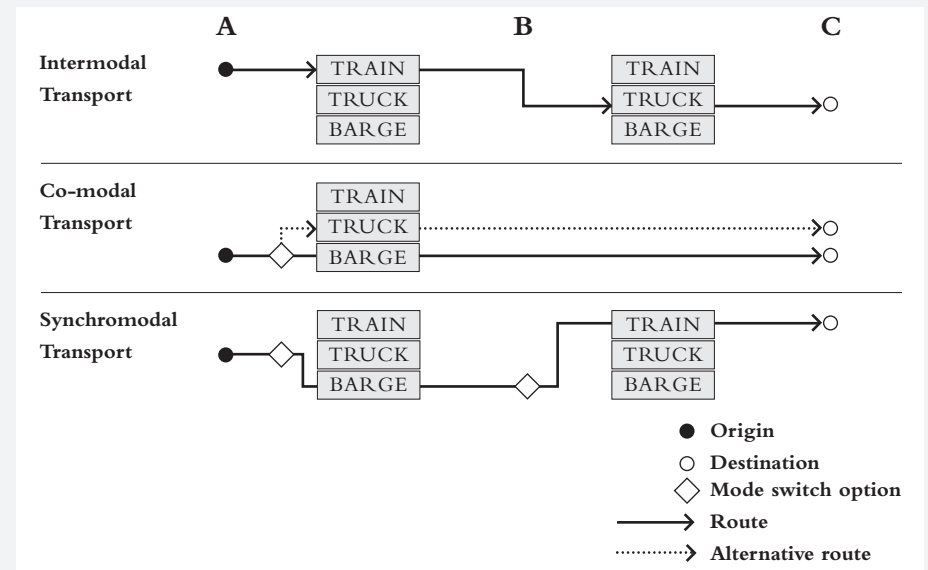 A B C
Intermodal
Transport
TRAIN TRAIN
TRUCK TRUCK
BARGE BARGE
Co-modal
Transport
TRAIN
TRUCK
BARGE
Synchromodal
Transport
TRAIN TRAIN
TRUCK TRUCK
BARGE BARGE
Origin
Destination
Mode switch option
Route
Alternative route